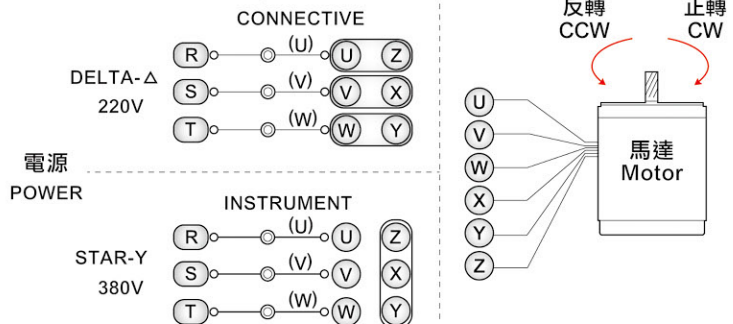 CONNECTIVE
R (U) U Z
DELTA-△
S (V) V X
220V
T (W) W Y
電源
POWER
INSTRUMENT
R (U) U Z
STAR-Y
S (V) V X
380V
T (W) W Y
反轉
CCW
正轉
CW
U
V
W
X
Y
Z
馬達
Motor